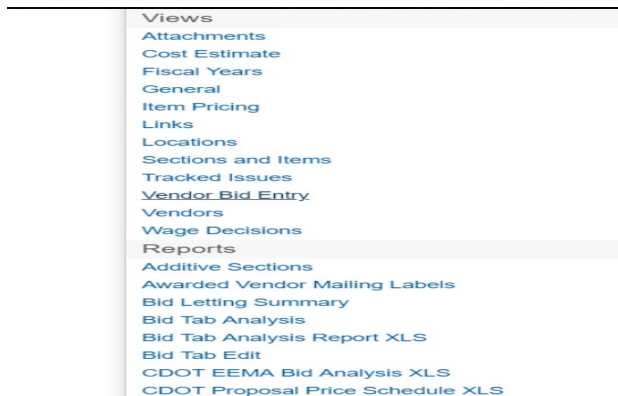 Views
Attachments
Cost Estimate
Fiscal Years
General
Item Pricing
Links
Locations
Sections and Items
Tracked Issues
Vendor Bid Entry
Vendors
Wage Decisions
Reports
Additive Sections
Awarded Vendor Mailing Labels
Bid Letting Summary
Bid Tab Analysis
Bid Tab Analysis Report XLS
Bid Tab Edit
CDOT EEMA Bid Analysis XLS
CDOT Proposal Price Schedule XLS